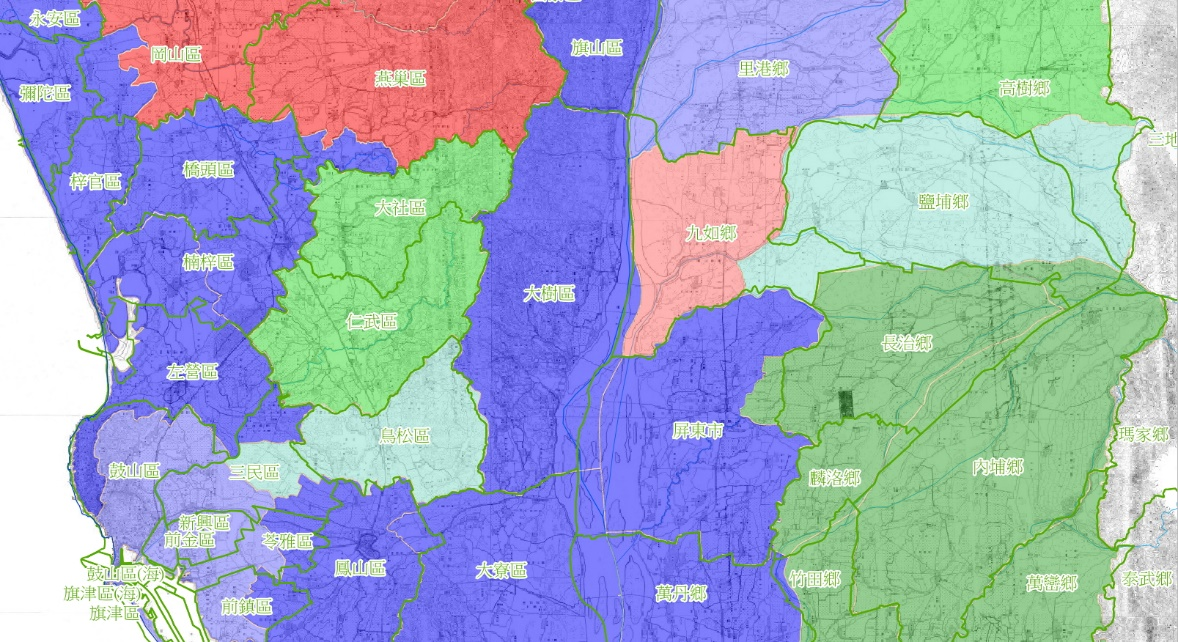 永安區
岡山區
旗山區
里港鄉
燕巢區
高樹鄉
彌陀區
三地
橋頭區
梓官區
大社區
鹽埔鄉
九如鄉
楠梓區
大樹區
仁武區
長治鄉
左營區
屏東市
鳥松區
瑪家鄉
鼓山區
三民區
內埔鄉
麟洛鄉
新興區
前金區
苓雅區
鳳山區
大寮區
鼓山區(海)
竹田鄉
萬巒鄉
泰武鄉
旗津區(海)
萬丹鄉
前鎮區
旗津區